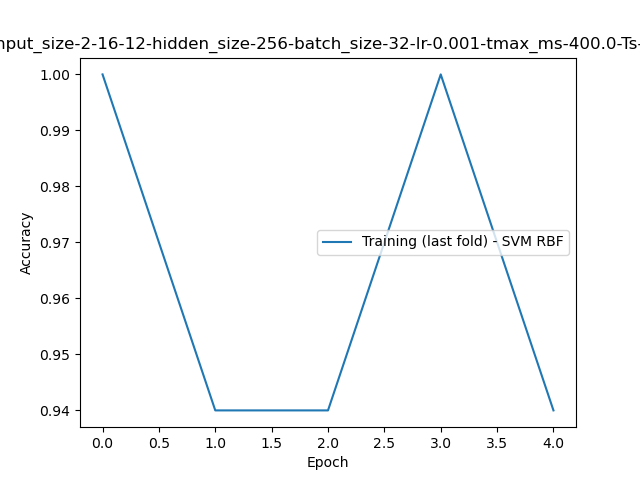 nput_size-2-16-12-hidden_size-256-batch_size-32-lr-0.001-tmax_ms-400.0-Ts-
1.00
0.99
0.98
0.97
0.96
0.95
0.94
Accuracy
Training (last fold) - SVM RBF
0.0 0.5 1.0 1.5 2.0 2.5 3.0 3.5 4.0
Epoch